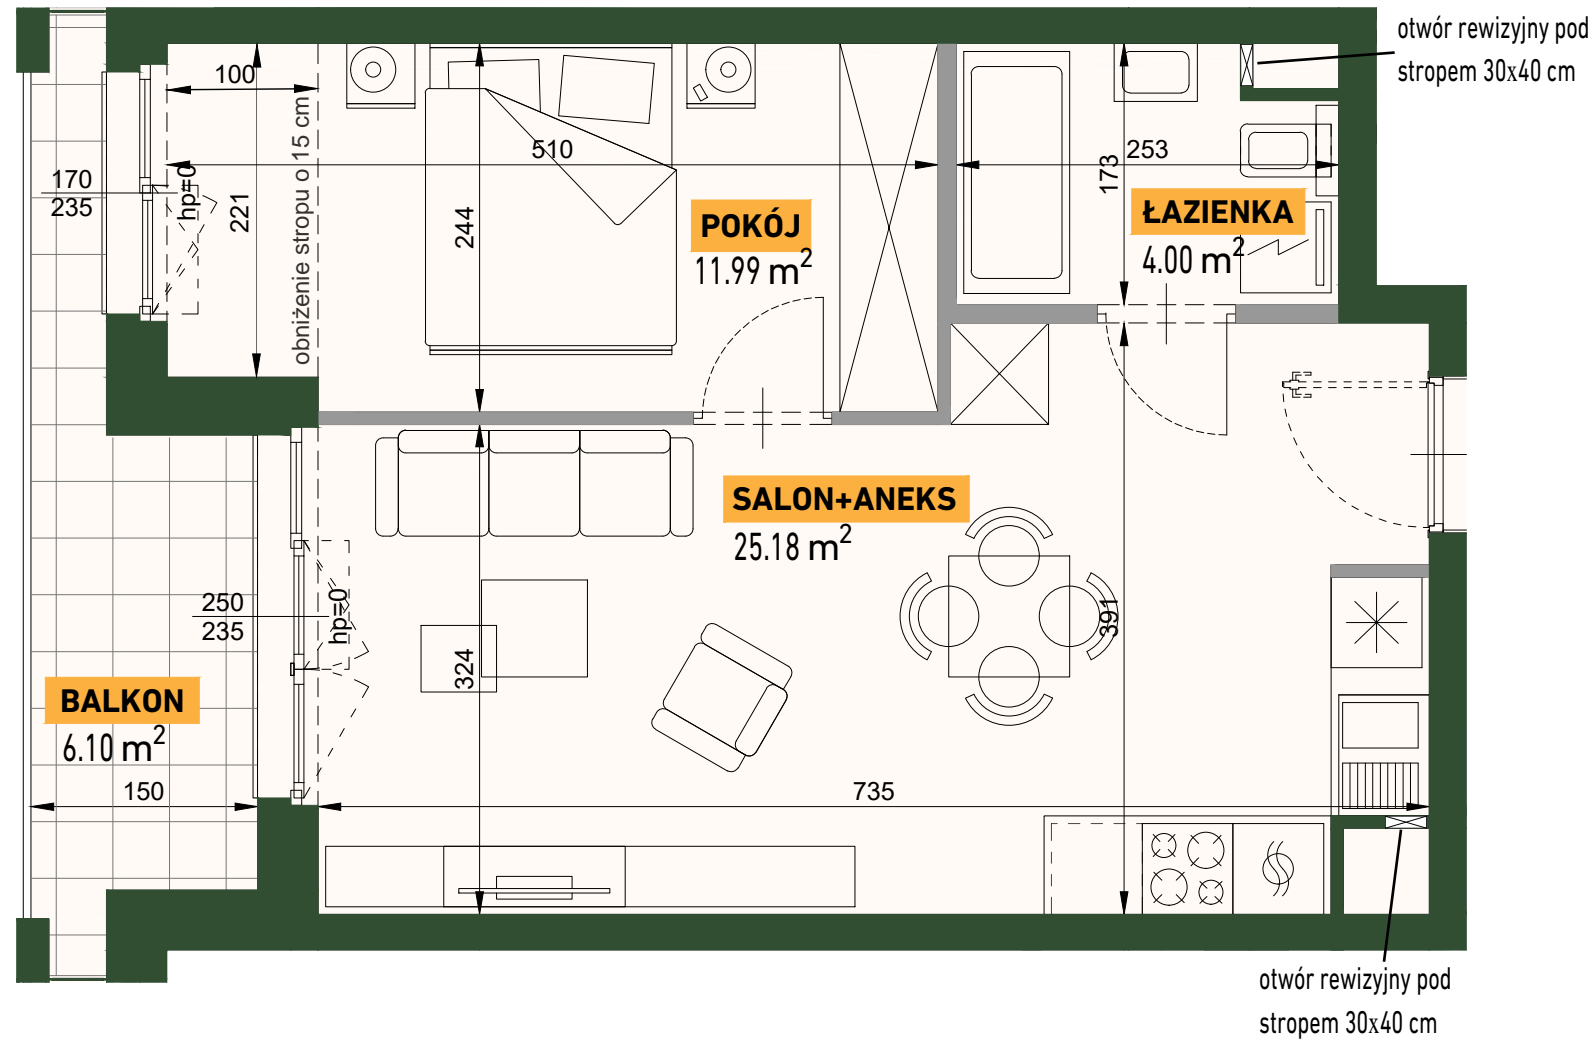 otwór rewizyjny pod
stropem 30x40 cm
100
510
253
170
235
hp=0
221
obniżenie stropu o 15 cm
244
173
POKÓJ
11.99 m²
ŁAZIENKA
4.00 m²
SALON+ANEKS
25.18 m²
250
235
hp=0
324
391
BALKON
6.10 m²
150
735
otwór rewizyjny pod
stropem 30x40 cm